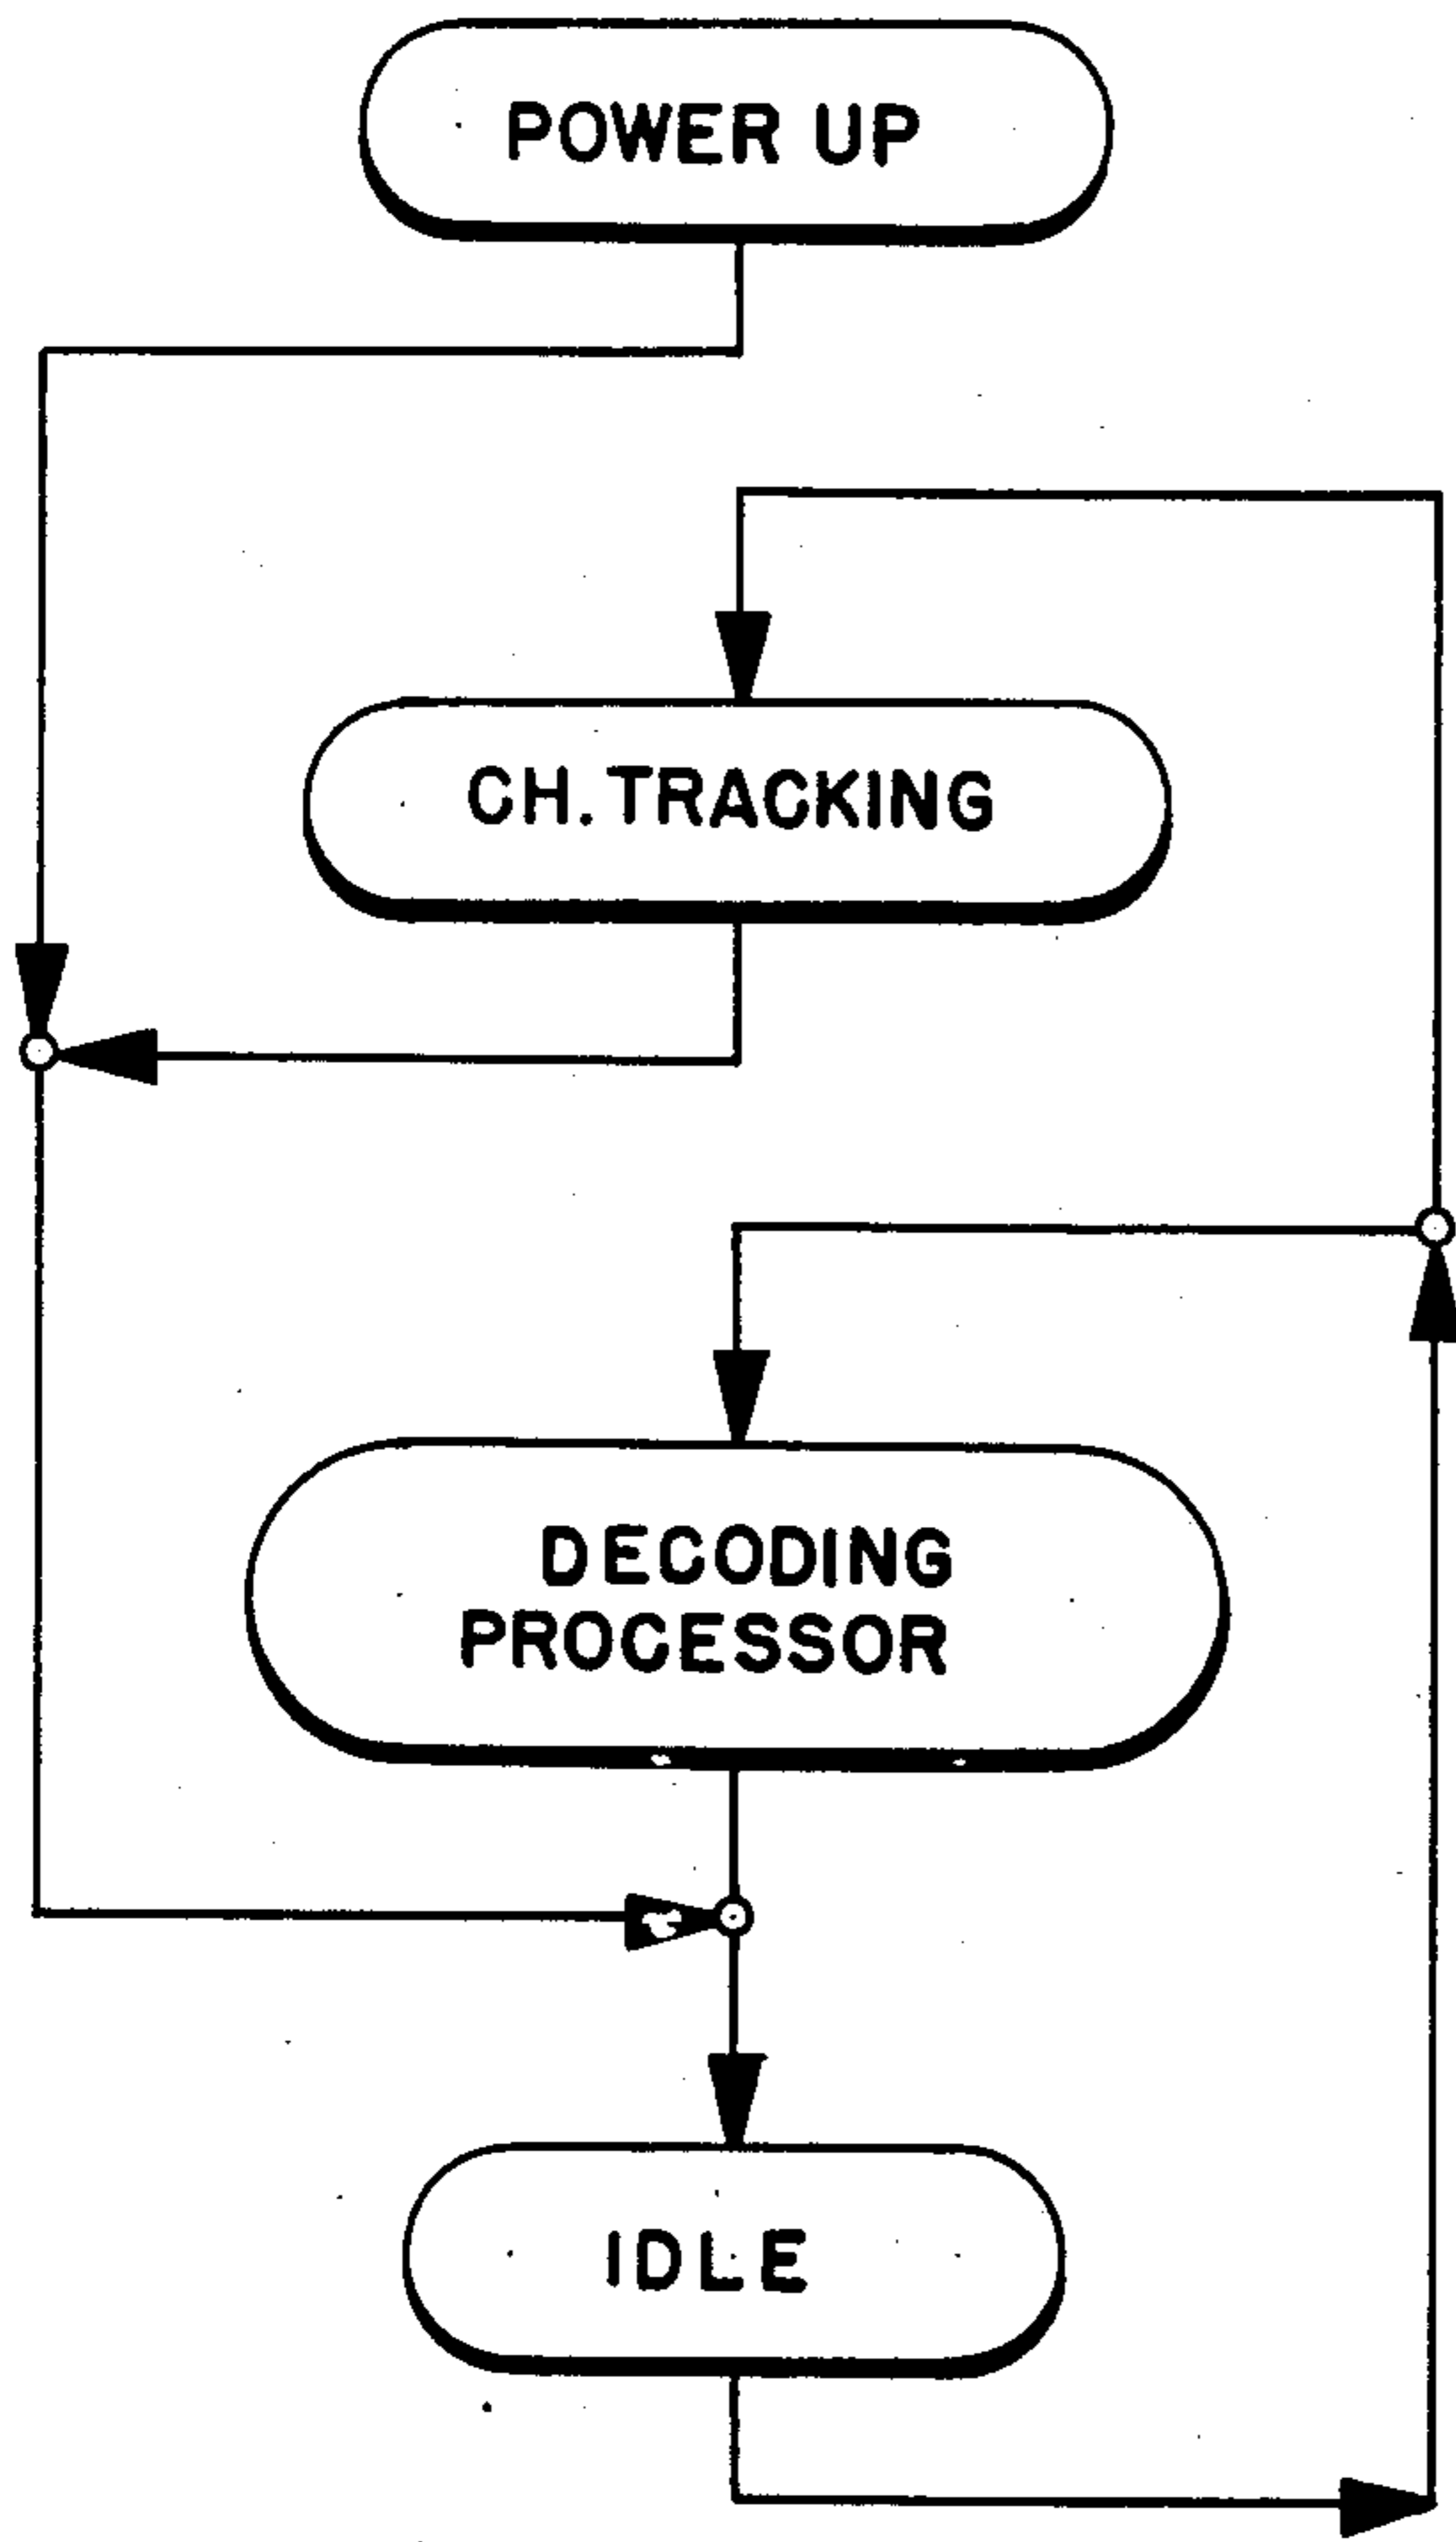 POWER UP
CH. TRACKING
DECODING
PROCESSOR
IDLE